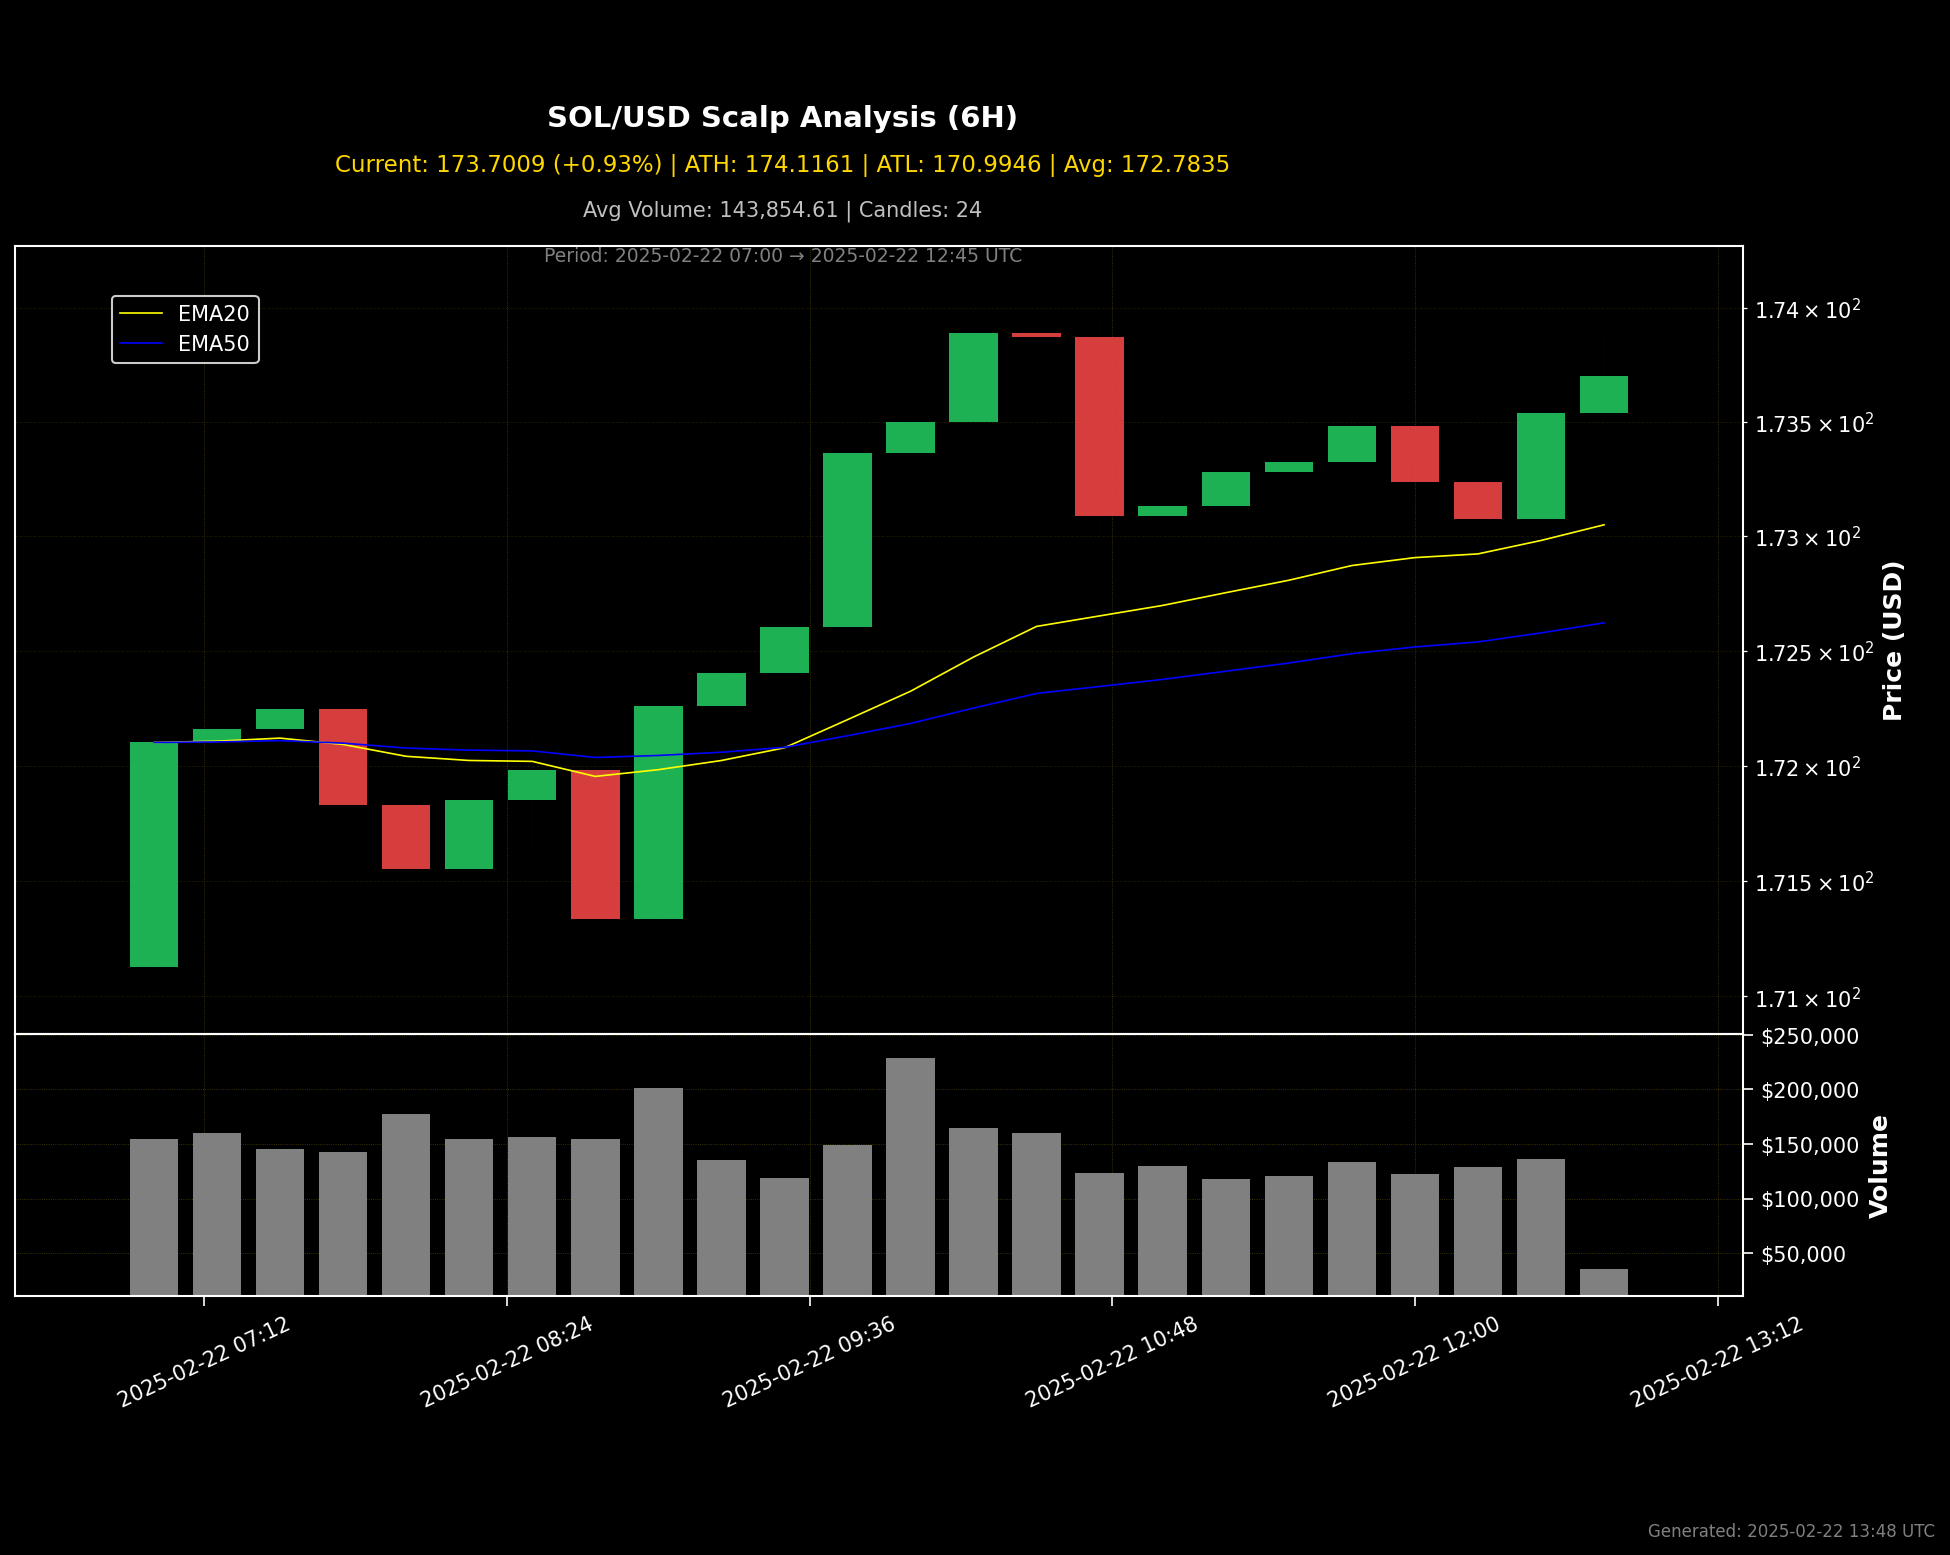 SOL/USD Scalp Analysis (6H)
Current: 173.7009 (+0.93%) | ATH: 174.1161 | ATL: 170.9946 | Avg: 172.7835
Avg Volume: 143,854.61 | Candles: 24
Period: 2025-02-22 07:00 → 2025-02-22 12:45 UTC
EMA20
EMA50
1.74 × 10²
1.735 × 10²
1.73 × 10²
1.725 × 10²
1.72 × 10²
1.715 × 10²
1.71 × 10²
Price (USD)
$250,000
$200,000
$150,000
$100,000
$50,000
Volume
2025-02-22 07:12
2025-02-22 08:24
2025-02-22 09:36
2025-02-22 10:48
2025-02-22 12:00
2025-02-22 13:12
Generated: 2025-02-22 13:48 UTC